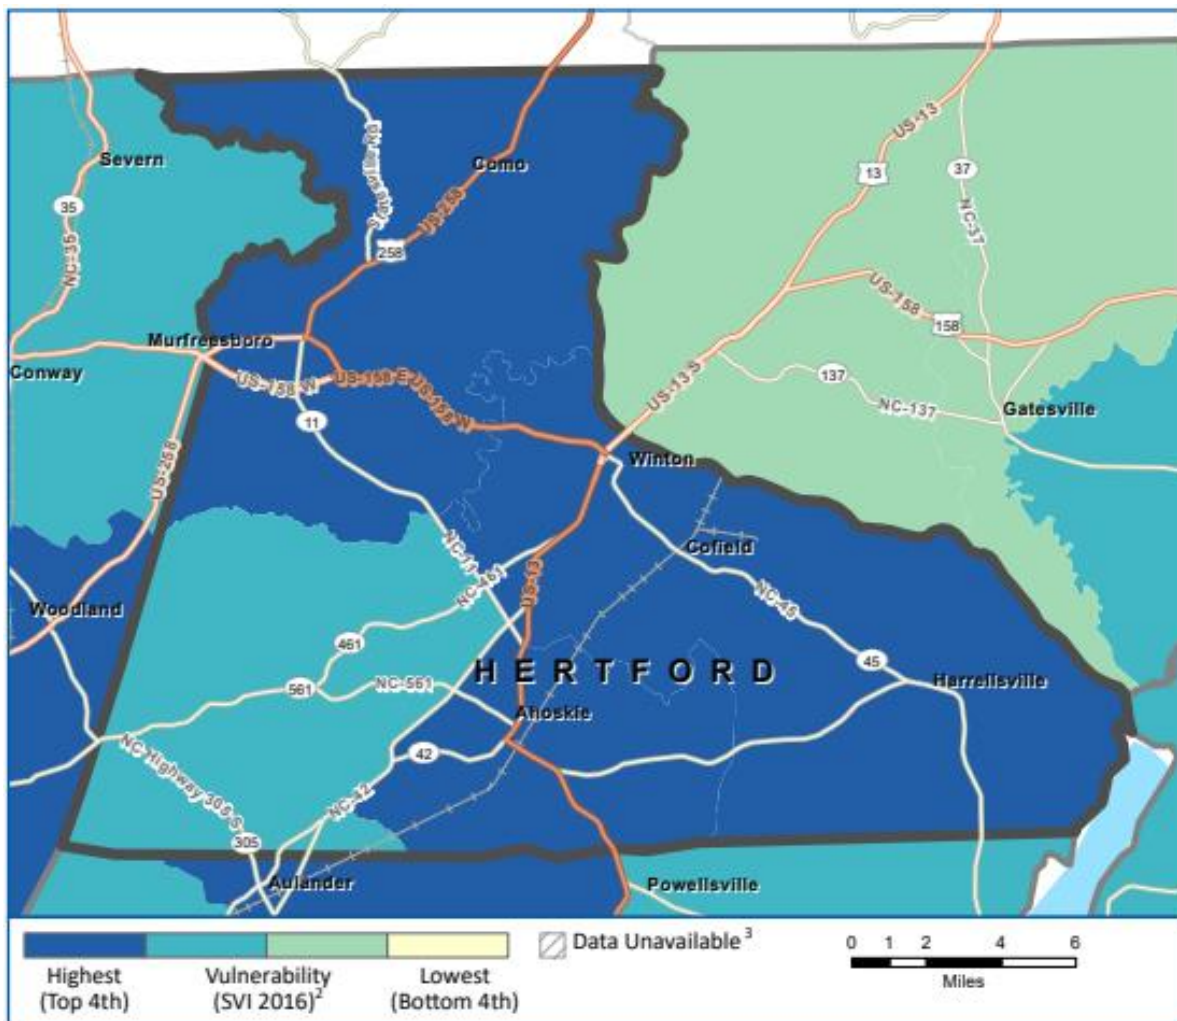 US-13
Severn
Como
13
37
35
Statesville Rd
NC-35
US-258
258
NC-37
US-158
158
Murfreesboro
Conway
US-158 W
US-158 E
US-158 W
US-13 S
137
NC-137
Gatesville
11
US-258
Winton
NC-11
Cofield
NC-461
US-13
Woodland
NC-45
461
45
HERTFORD
561
NC-561
Harrellsville
Ahoskie
NC-Highway 305 S
42
NC-42
305
Aulander
Powellsville
Highest
(Top 4th)
Vulnerability
(SVI 2016)²
Lowest
(Bottom 4th)
Data Unavailable³
0 1 2 4 6
Miles